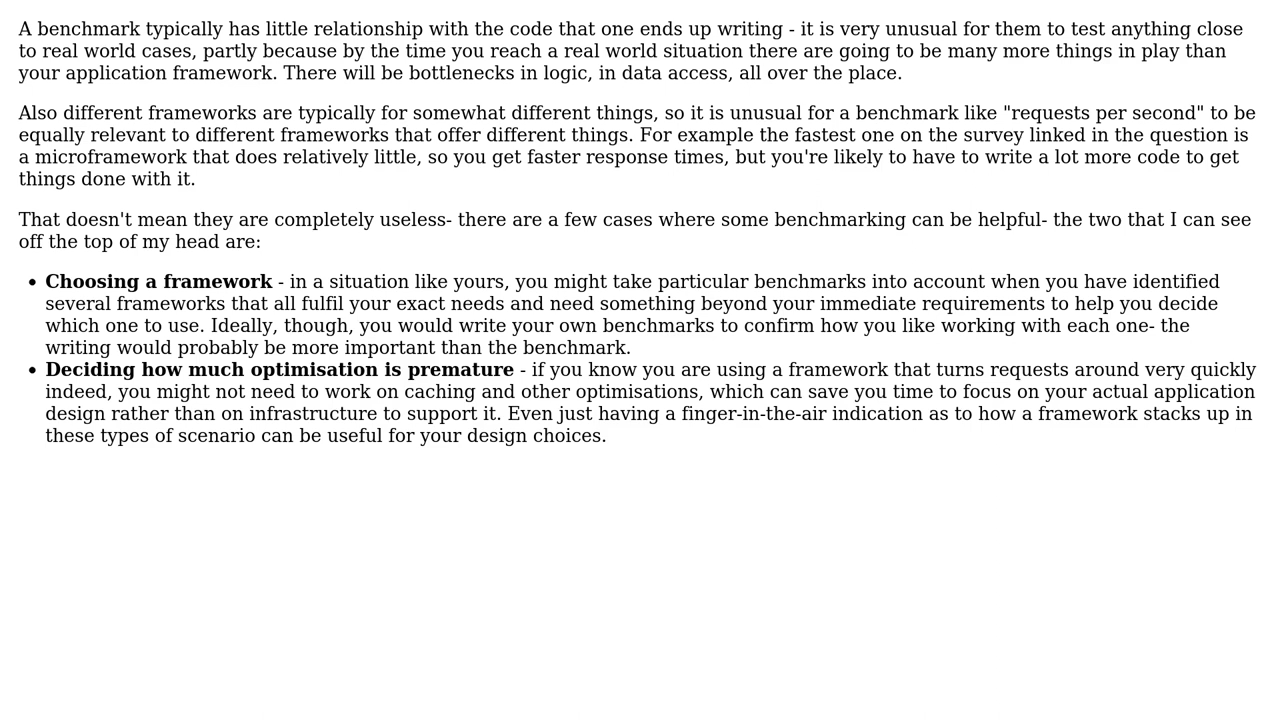 A benchmark typically has little relationship with the code that one ends up writing - it is very unusual for them to test anything close
to real world cases, partly because by the time you reach a real world situation there are going to be many more things in play than
your application framework. There will be bottlenecks in logic, in data access, all over the place.
Also different frameworks are typically for somewhat different things, so it is unusual for a benchmark like "requests per second" to be
equally relevant to different frameworks that offer different things. For example the fastest one on the survey linked in the question is
a microframework that does relatively little, so you get faster response times, but you're likely to have to write a lot more code to get
things done with it.
That doesn't mean they are completely useless- there are a few cases where some benchmarking can be helpful- the two that I can see
off the top of my head are:
• Choosing a framework - in a situation like yours, you might take particular benchmarks into account when you have identified
several frameworks that all fulfil your exact needs and need something beyond your immediate requirements to help you decide
which one to use. Ideally, though, you would write your own benchmarks to confirm how you like working with each one- the
writing would probably be more important than the benchmark.
• Deciding how much optimisation is premature - if you know you are using a framework that turns requests around very quickly
indeed, you might not need to work on caching and other optimisations, which can save you time to focus on your actual application
design rather than on infrastructure to support it. Even just having a finger-in-the-air indication as to how a framework stacks up in
these types of scenario can be useful for your design choices.